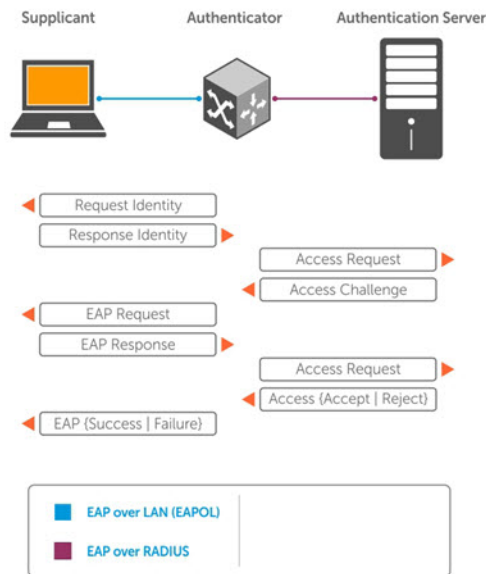 Supplicant
Authenticator
Authentication Server
Request Identity
Response Identity
Access Request
Access Challenge
EAP Request
EAP Response
Access Request
Access {Accept | Reject}
EAP {Success | Failure}
EAP over LAN (EAPOL)
EAP over RADIUS